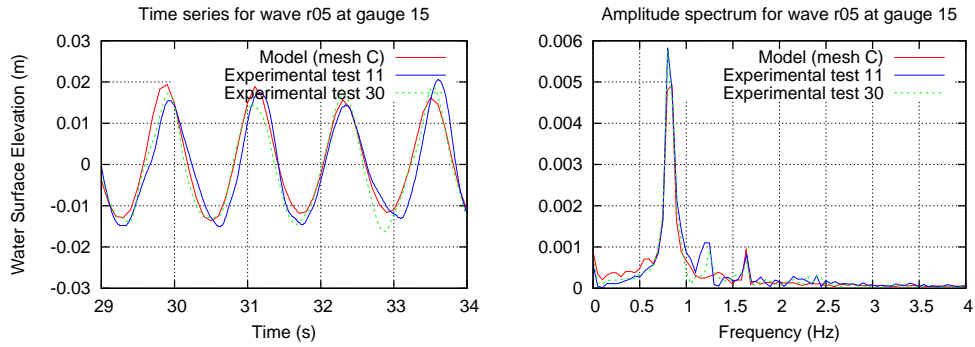 Time series for wave r05 at gauge 15
Water Surface Elevation (m)
0.03
0.02
0.01
0
-0.01
-0.02
-0.03
Model (mesh C)
Experimental test 11
Experimental test 30
29 30 31 32 33 34
Time (s)
Amplitude spectrum for wave r05 at gauge 15
0.006
0.005
0.004
0.003
0.002
0.001
0
Model (mesh C)
Experimental test 11
Experimental test 30
0 0.5 1 1.5 2 2.5 3 3.5 4
Frequency (Hz)